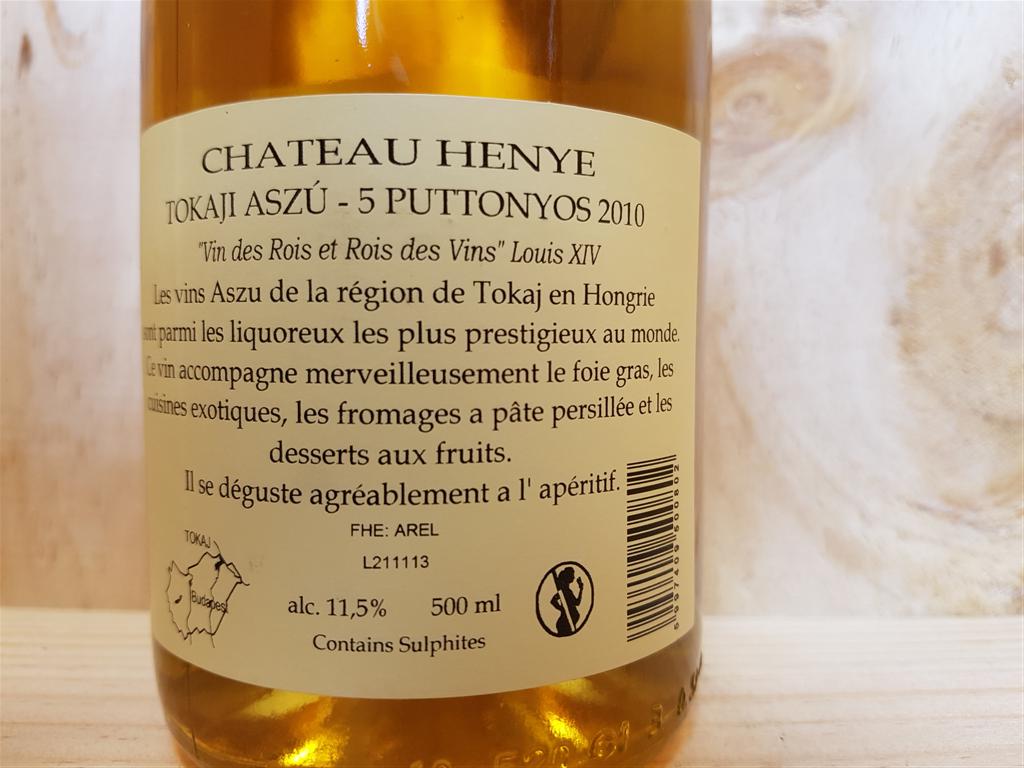 CHATEAU HENYE
TOKAJI ASZÚ - 5 PUTTONYOS 2010
"Vin des Rois et Rois des Vins" Louis XIV
Les vins Aszu de la région de Tokaj en Hongrie
sont parmi les liquoreux les plus prestigieux au monde.
Ce vin accompagne merveilleusement le foie gras, les
cuisines exotiques, les fromages a pâte persillée et les
desserts aux fruits.
Il se déguste agréablement a l' apéritif.
FHE: AREL
L211113
TOKAJ
Budapest
alc. 11,5% 500 ml
Contains Sulphites
5997409500802